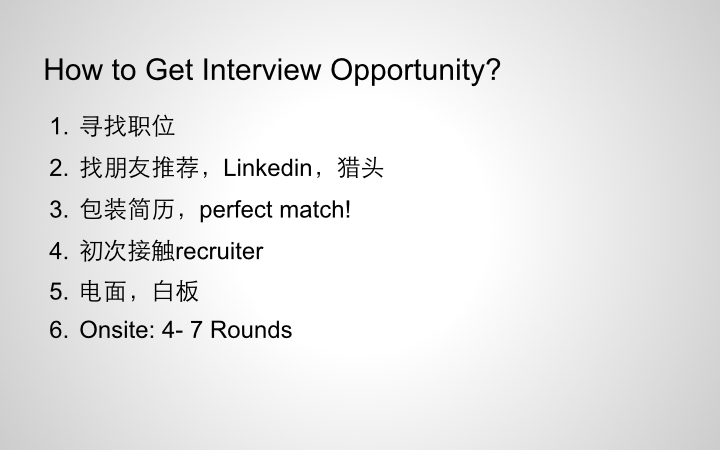 How to Get Interview Opportunity?
1. 寻找职位
2. 找朋友推荐，Linkedin，猎头
3. 包装简历，perfect match!
4. 初次接触recruiter
5. 电面，白板
6. Onsite: 4- 7 Rounds